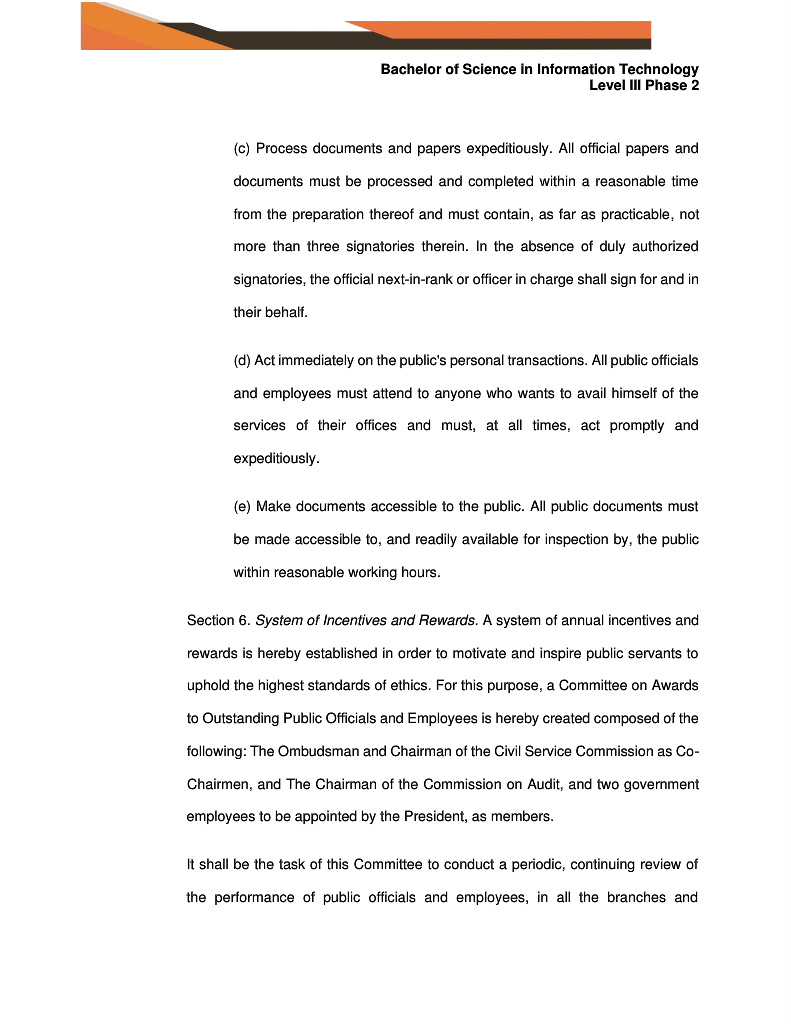 Bachelor of Science in Information Technology
Level III Phase 2
(c) Process documents and papers expeditiously. All official papers and
documents must be processed and completed within a reasonable time
from the preparation thereof and must contain, as far as practicable, not
more than three signatories therein. In the absence of duly authorized
signatories, the official next-in-rank or officer in charge shall sign for and in
their behalf.
(d) Act immediately on the public's personal transactions. All public officials
and employees must attend to anyone who wants to avail himself of the
services of their offices and must, at all times, act promptly and
expeditiously.
(e) Make documents accessible to the public. All public documents must
be made accessible to, and readily available for inspection by, the public
within reasonable working hours.
Section 6. System of Incentives and Rewards. A system of annual incentives and
rewards is hereby established in order to motivate and inspire public servants to
uphold the highest standards of ethics. For this purpose, a Committee on Awards
to Outstanding Public Officials and Employees is hereby created composed of the
following: The Ombudsman and Chairman of the Civil Service Commission as Co-
Chairmen, and The Chairman of the Commission on Audit, and two government
employees to be appointed by the President, as members.
It shall be the task of this Committee to conduct a periodic, continuing review of
the performance of public officials and employees, in all the branches and